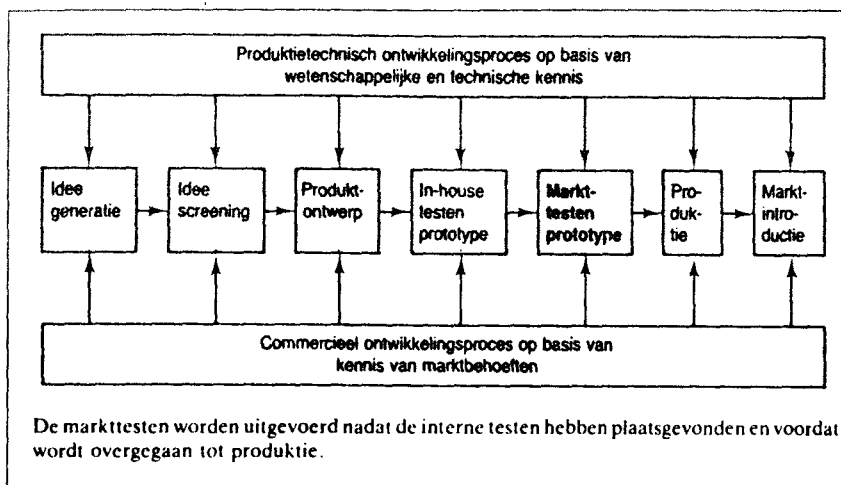 Produktietechnisch ontwikkelingsproces op basis van
wetenschappelijke en technische kennis
Idee
generatie
Idee
screening
Produkt-
ontwerp
In-house
testen
prototype
Markt-
testen
prototype
Pro-
duk-
tie
Markt-
intro-
ductie
Commercieel ontwikkelingsproces op basis van
kennis van marktbehoeften
De markttesten worden uitgevoerd nadat de interne testen hebben plaatsgevonden en voordat
wordt overgegaan tot produktie.